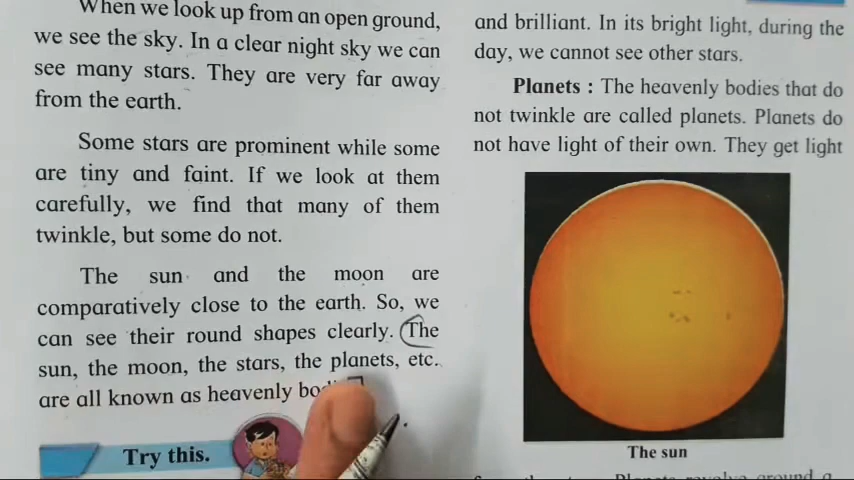 When we look up from an open ground,
we see the sky. In a clear night sky we can
see many stars. They are very far away
from the earth.
Some stars are prominent while some
are tiny and faint. If we look at them
carefully, we find that many of them
twinkle, but some do not.
The sun and the moon are
comparatively close to the earth. So, we
can see their round shapes clearly. The
sun, the moon, the stars, the planets, etc.
are all known as heavenly
Try this.
and brilliant. In its bright light, during the
day, we cannot see other stars.
Planets : The heavenly bodies that do
not twinkle are called planets. Planets do
not have light of their own. They get light
The sun
Planets revolve around a